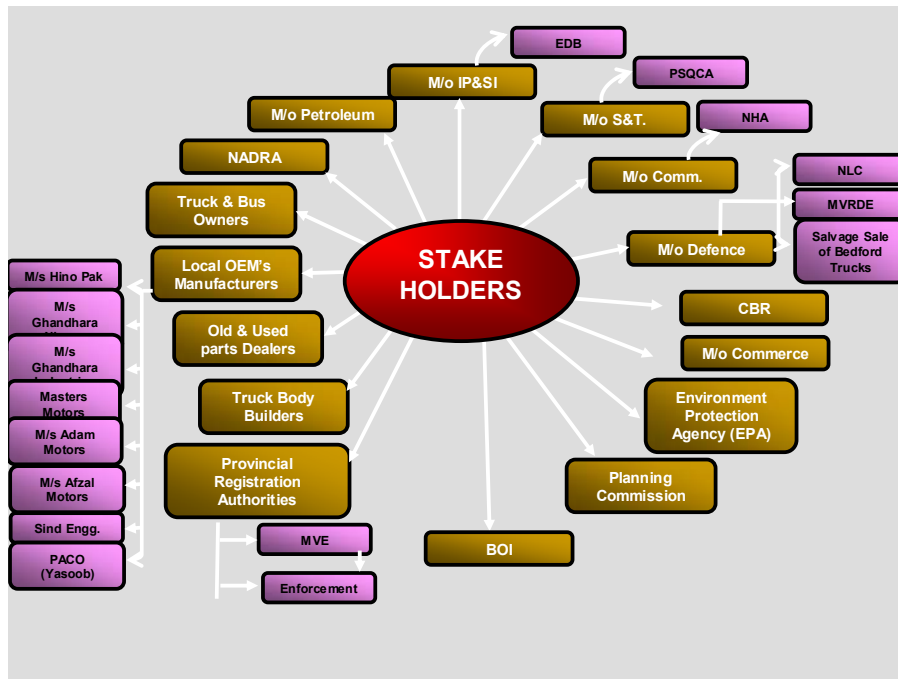 EDB
M/o IP&SI
PSQCA
M/o Petroleum
M/o S&T.
NHA
NADRA
M/o Comm.
NLC
Truck & Bus
Owners
MVRDE
M/o Defence
Salvage Sale
of Bedford
Trucks
STAKE
HOLDERS
Local OEM's
Manufacturers
M/s Hino Pak
M/s
Ghandhara
M/s
Ghandhara
Masters
Motors
M/s Adam
Motors
M/s Afzal
Motors
Sind Engg.
PACO
(Yasoob)
Old & Used
parts Dealers
CBR
M/o Commerce
Truck Body
Builders
Environment
Protection
Agency (EPA)
Provincial
Registration
Authorities
Planning
Commission
MVE
BOI
Enforcement